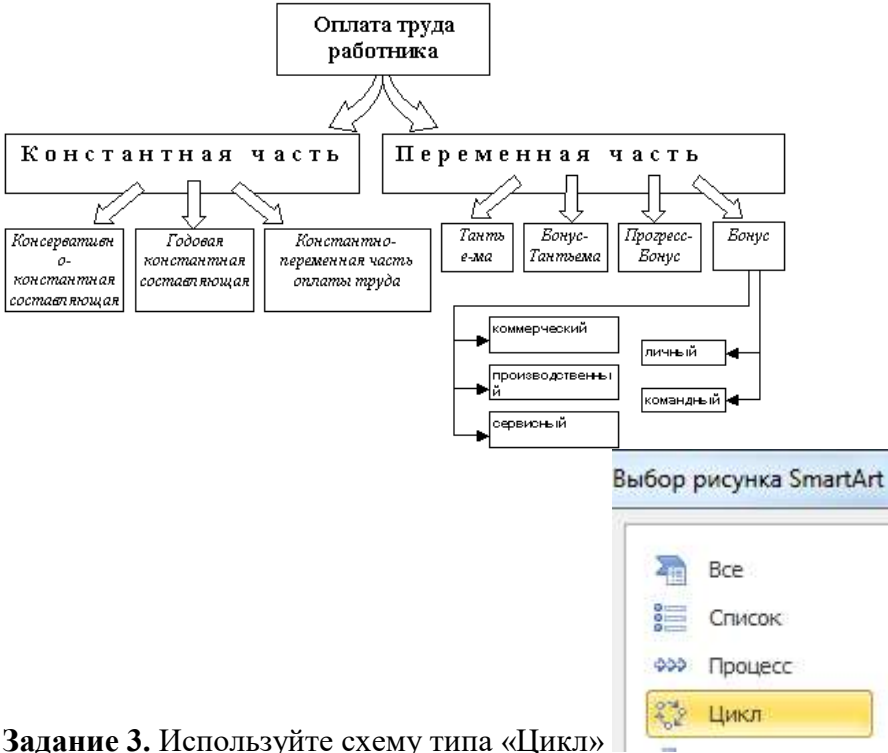 Оплата труда
работника
Константная часть
Переменная часть
Консервативн
о-
константная
составляющая
Годовая
константная
составляющая
Константно-
переменная часть
оплаты труда
Танть
е-ма
Бонус-
Тантьема
Прогресс-
Бонус
Бонус
коммерческий
производственны
й
сервисный
личный
командный
Выбор рисунка SmartArt
Все
Список
Процесс
Цикл
Задание 3. Используйте схему типа «Цикл»